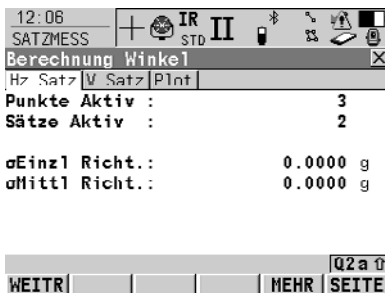 12:06
SATZMESS
IR
STD
II
Berechnung Winkel
Hz Satz V Satz Plot
Punkte Aktiv : 3
Sätze Aktiv : 2
σEinzl Richt.: 0.0000 g
σMittl Richt.: 0.0000 g
Q2a⇧
WEITR MEHR SEITE